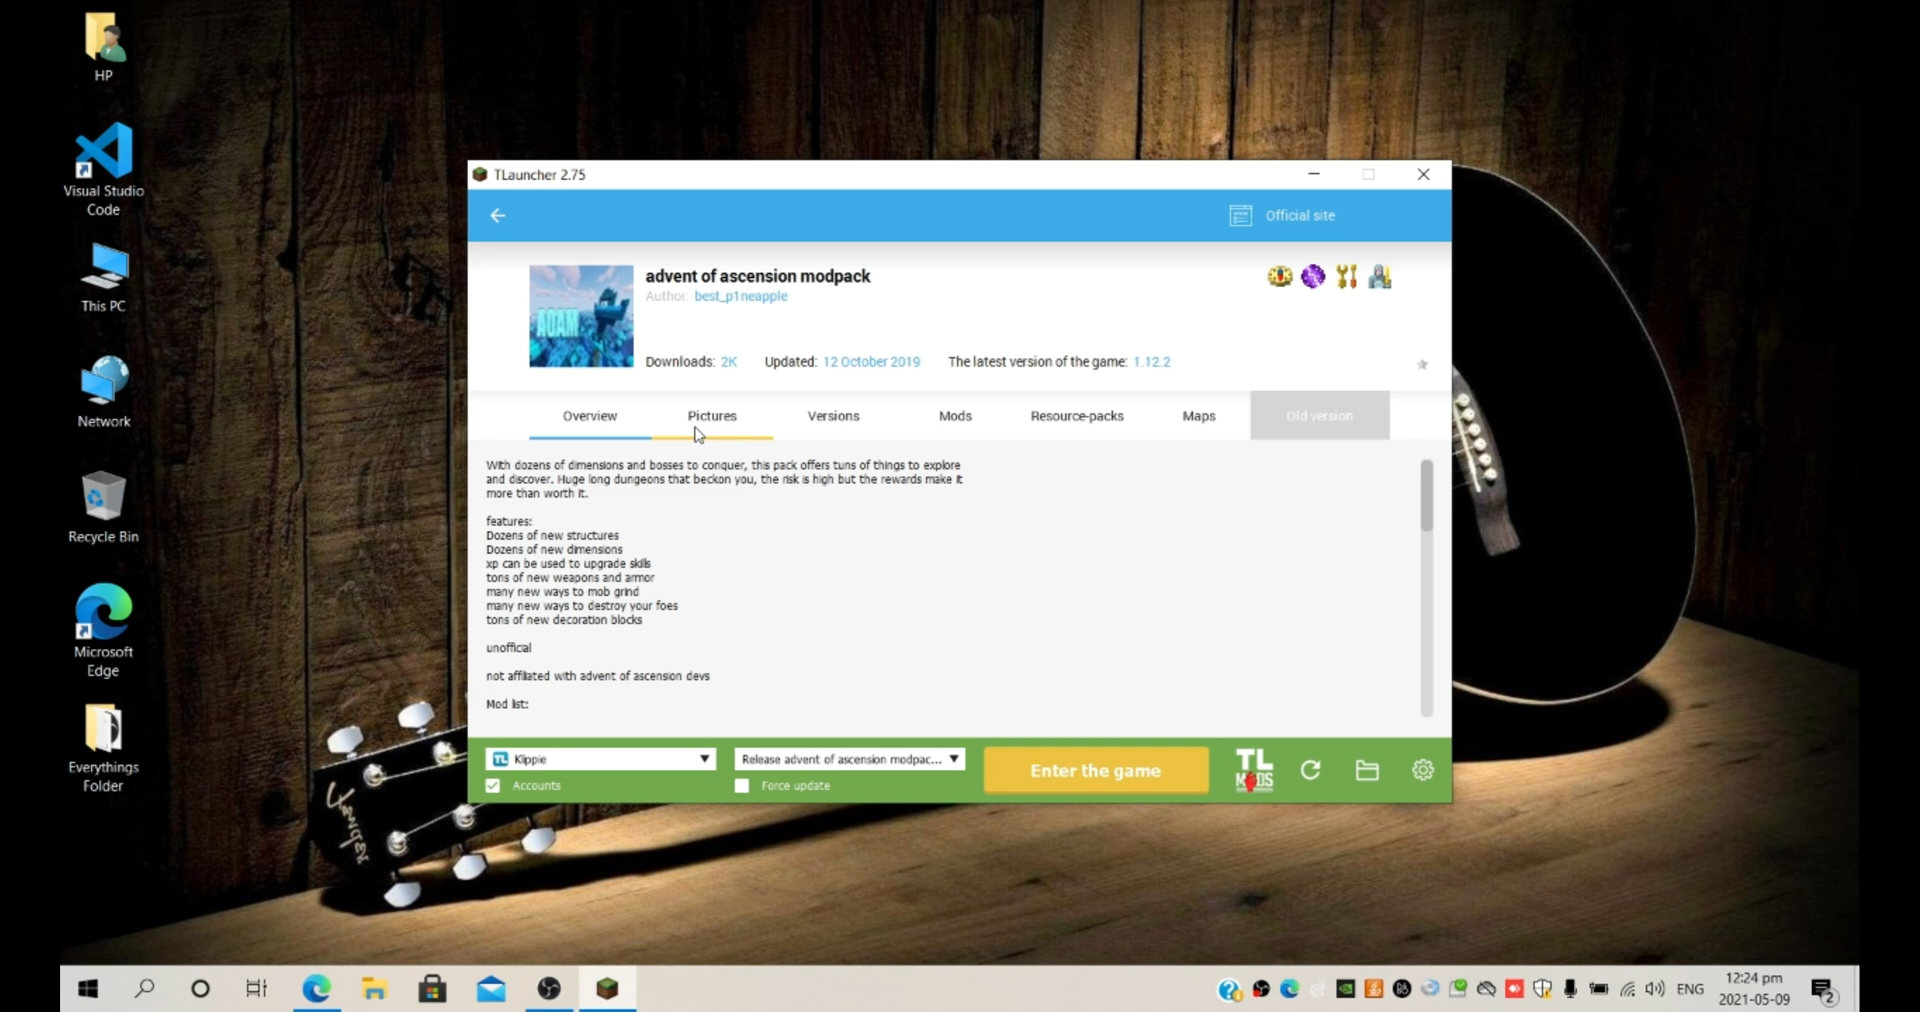 HP
Visual Studio
Code
This PC
Network
Recycle Bin
Microsoft
Edge
Everythings
Folder
TLauncher 2.75
Official site
advent of ascension modpack
Author: best_p1neapple
AOAM
Downloads: 2K Updated: 12 October 2019 The latest version of the game: 1.12.2
Overview Pictures Versions Mods Resource-packs Maps Old version
With dozens of dimensions and bosses to conquer, this pack offers tuns of things to explore
and discover. Huge long dungeons that beckon you, the risk is high but the rewards make it
more than worth it.
features:
Dozens of new structures
Dozens of new dimensions
xp can be used to upgrade skills
tons of new weapons and armor
many new ways to mob grind
many new ways to destroy your foes
tons of new decoration blocks
unofficial
not affiliated with advent of ascension devs
Mod list:
TL Klippie
Release advent of ascension modpac...
Enter the game
TL
MODS
Accounts
Force update
Fender
ENG
12:24 pm
2021-05-09
2